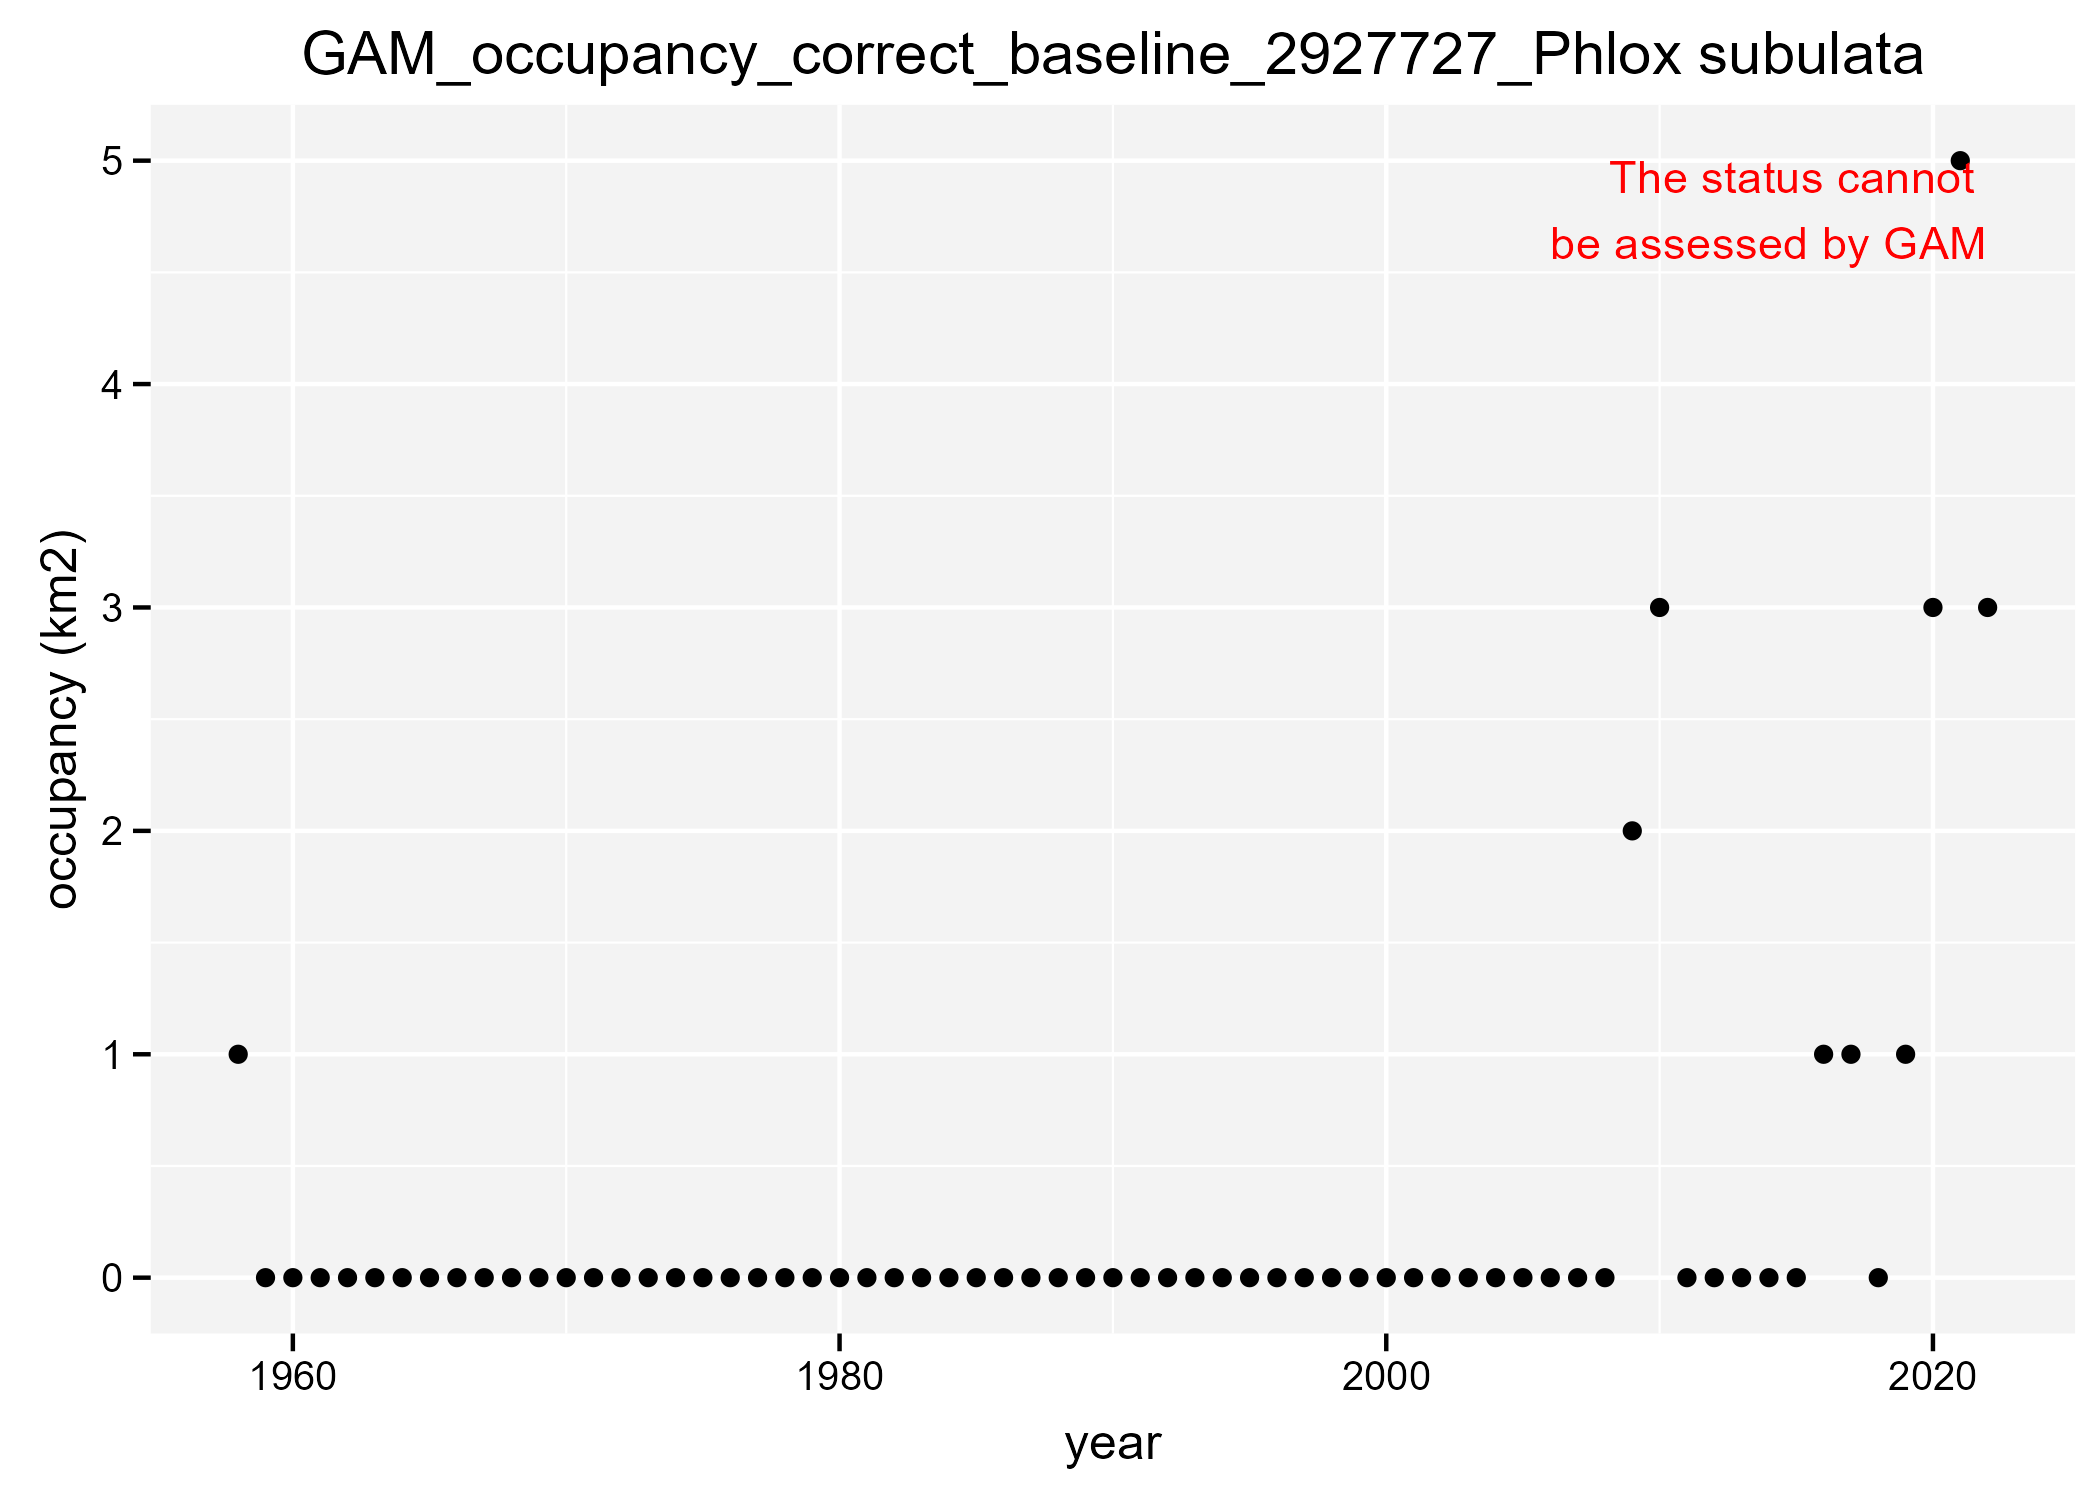 GAM_occupancy_correct_baseline_2927727_Phlox subulata
The status cannot
be assessed by GAM
occupancy (km2)
5
4
3
2
1
0
1960 1980 2000 2020
year